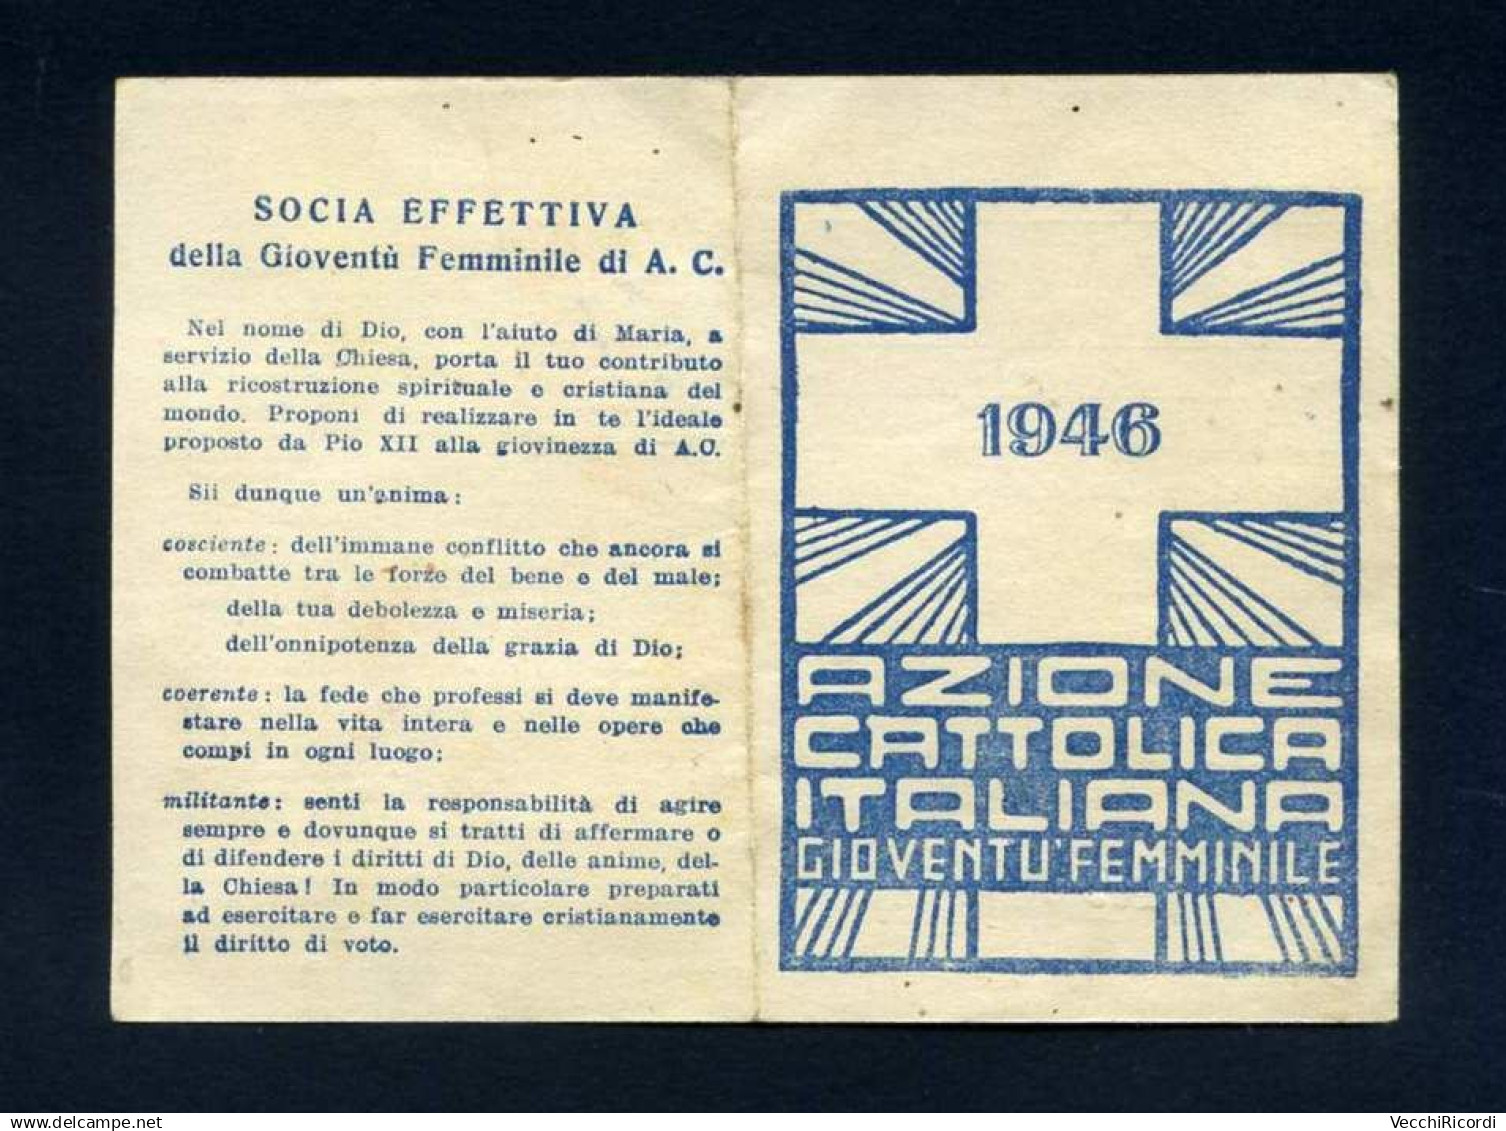 SOCIA EFFETTIVA
della Gioventù Femminile di A. C.
Nel nome di Dio, con l'aiuto di Maria, a
servizio della Chiesa, porta il tuo contributo
alla ricostruzione spirituale e cristiana del
mondo. Proponi di realizzare in te l'ideale
proposto da Pio XII alla giovinezza di A.C.
Sii dunque un'anima:
cosciente: dell'immane conflitto che ancora si
combatte tra le forze del bene e del male;
della tua debolezza e miseria;
dell'onnipotenza della grazia di Dio;
coerente: la fede che professi si deve manife-
stare nella vita intera e nelle opere che
compi in ogni luogo;
militante: senti la responsabilità di agire
sempre e dovunque si tratti di affermare o
di difendere i diritti di Dio, delle anime, del-
la Chiesa! In modo particolare preparati
ad esercitare e far esercitare cristianamente
il diritto di voto.
1946
AZIONE
CATTOLICA
ITALIANA
GIOVENTU' FEMMINILE
delcampe.net
VecchiRicordi